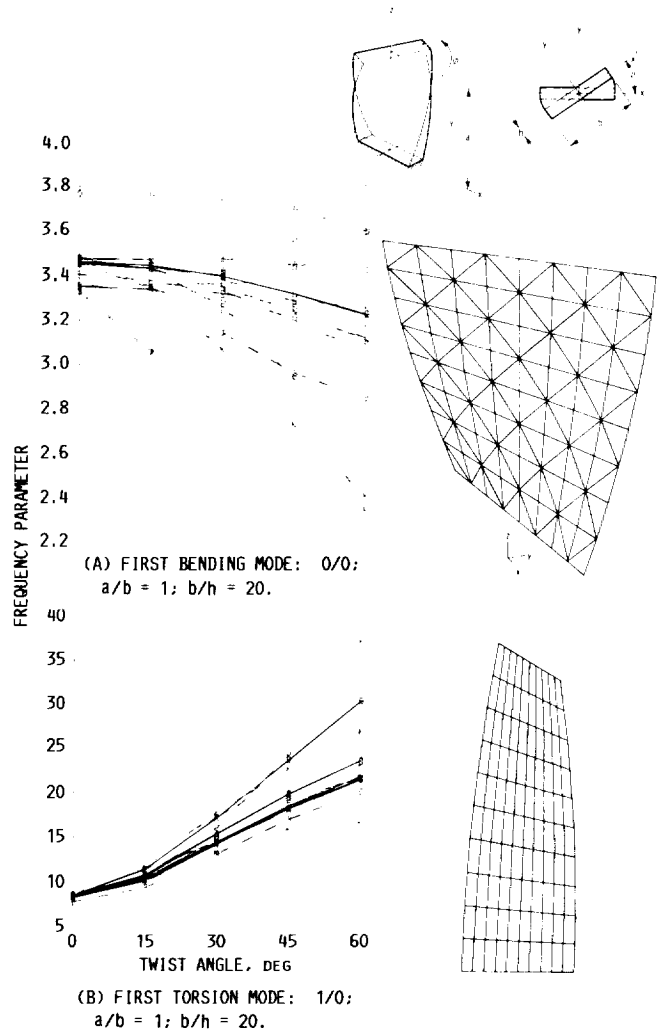 4.0
3.8
3.6
3.4
3.2
3.0
2.8
2.6
2.4
2.2
FREQUENCY PARAMETER
(A) FIRST BENDING MODE: 0/0;
a/b = 1; b/h = 20.
40
35
30
25
20
15
10
5
0 15 30 45 60
TWIST ANGLE, DEG
(B) FIRST TORSION MODE: 1/0;
a/b = 1; b/h = 20.